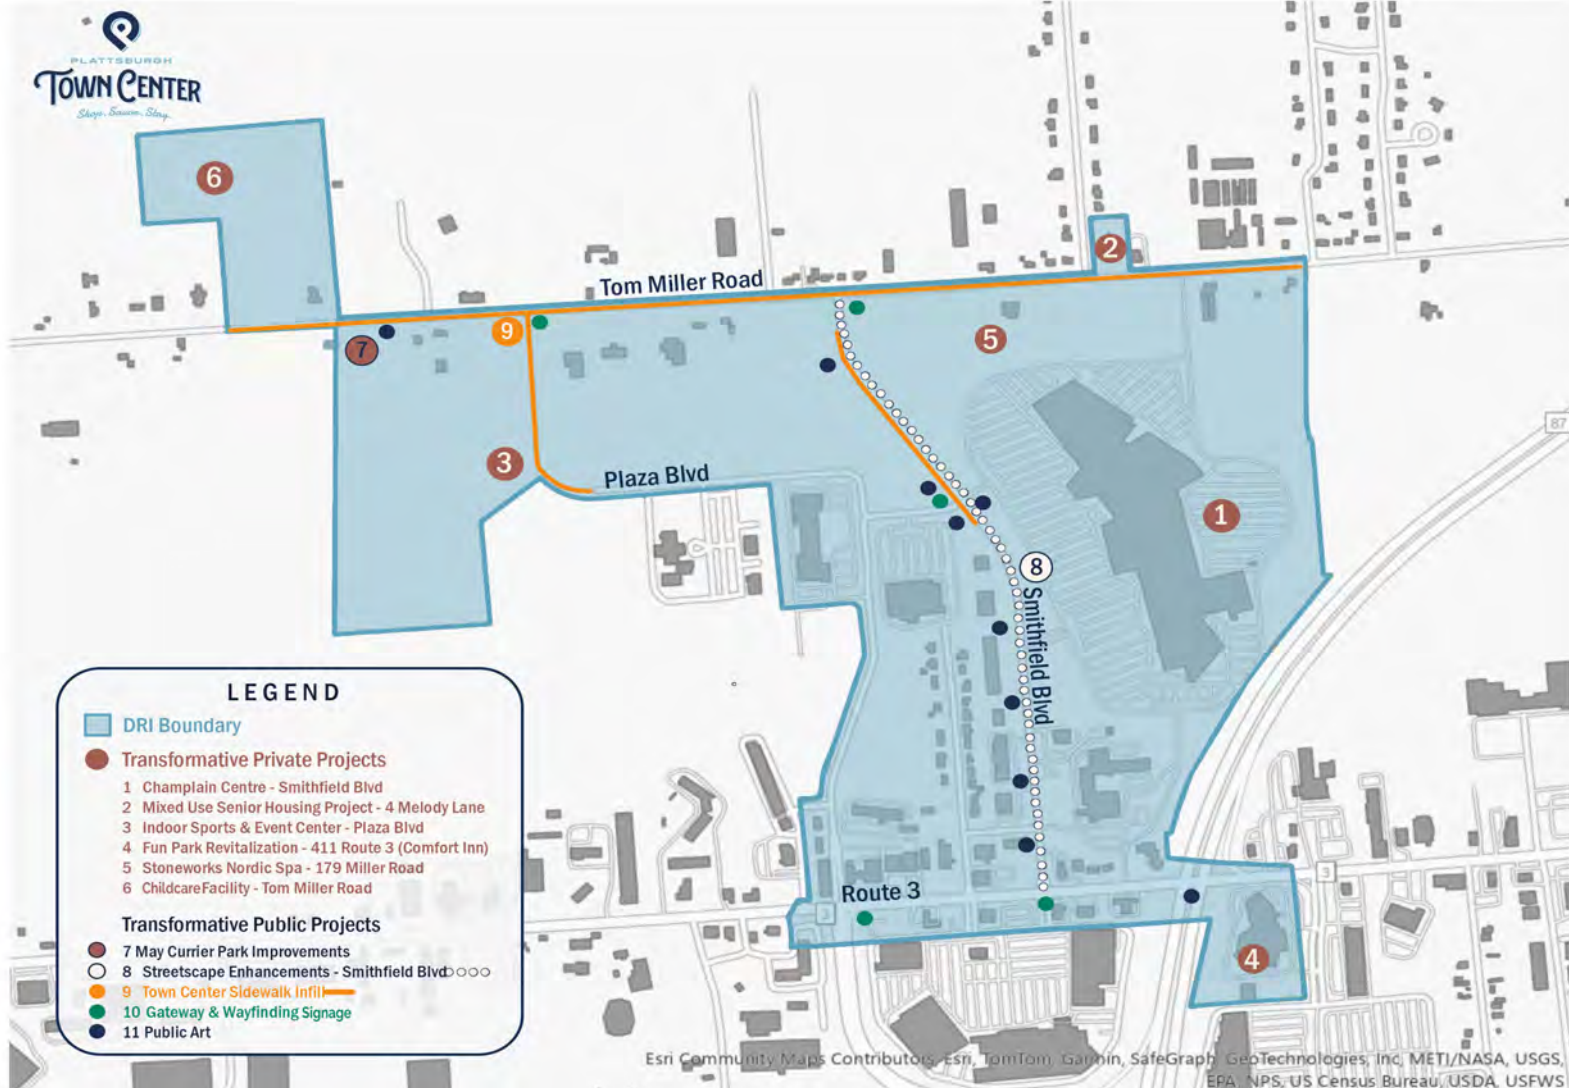 PLATTSBURGH
TOWN CENTER
Shop. Savor. Stay.
6
2
Tom Miller Road
9
7
5
87
3
Plaza Blvd
1
8
Smithfield Blvd
LEGEND
DRI Boundary
Transformative Private Projects
1 Champlain Centre - Smithfield Blvd
2 Mixed Use Senior Housing Project - 4 Melody Lane
3 Indoor Sports & Event Center - Plaza Blvd
4 Fun Park Revitalization - 411 Route 3 (Comfort Inn)
5 Stoneworks Nordic Spa - 179 Miller Road
6 Childcare Facility - Tom Miller Road
Transformative Public Projects
7 May Currier Park Improvements
8 Streetscape Enhancements - Smithfield Blvd
9 Town Center Sidewalk Infill
10 Gateway & Wayfinding Signage
11 Public Art
Route 3
3
3
4
Esri Community Maps Contributors, Esri, TomTom, Garmin, SafeGraph, GeoTechnologies, Inc, METI/NASA, USGS,
EPA, NPS, US Census Bureau, USDA, USFWS